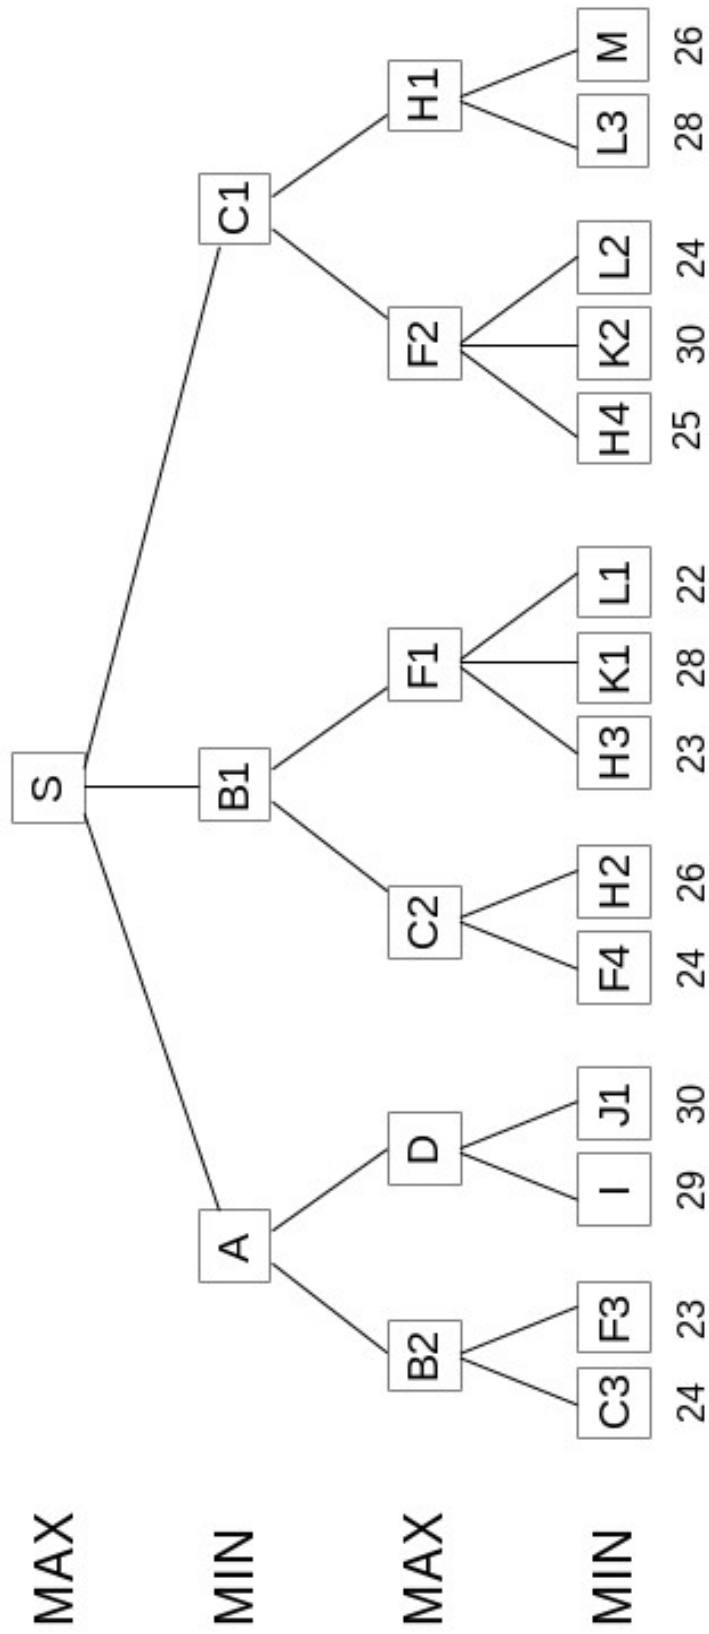 MAX S
MIN A B1 C1
MAX B2 D C2 F1 F2 H1
MIN C3 F3 I J1 F4 H2 H3 K1 L1 H4 K2 L2 L3 M
24 23 29 30 24 26 23 28 22 25 30 24 28 26